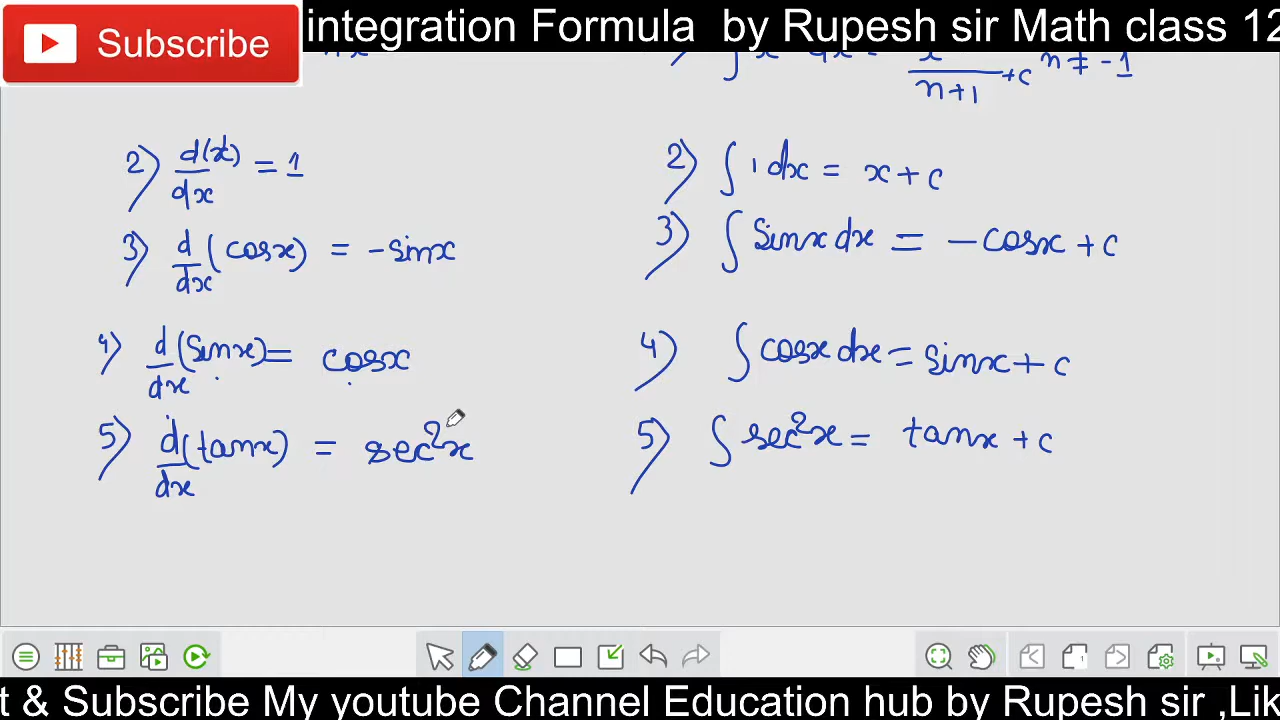 Subscribe
integration Formula by Rupesh sir Math class 12
n+1 +c n ≠ -1
2) d(x)/dx = 1
2) ∫ 1 dx = x + c
3) d/dx (cosx) = -sinx
3) ∫ sinx dx = -cosx + c
4) d/dx (sinx) = cosx
4) ∫ cosx dx = sinx + c
5) d/dx (tanx) = sec²x
5) ∫ sec²x = tanx + c
t & Subscribe My youtube Channel Education hub by Rupesh sir ,Lik